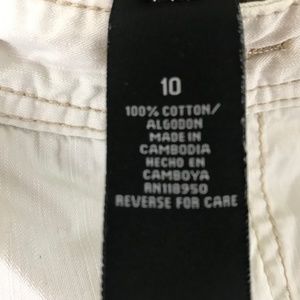 10
100% COTTON/
ALGODON
MADE IN
CAMBODIA
HECHO EN
CAMBOYA
RN118950
REVERSE FOR CARE